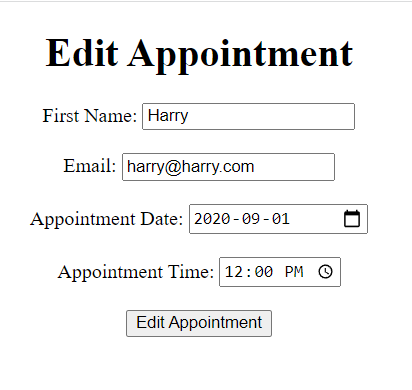 Edit Appointment
First Name: Harry
Email: harry@harry.com
Appointment Date: 2020-09-01
Appointment Time: 12:00 PM
Edit Appointment